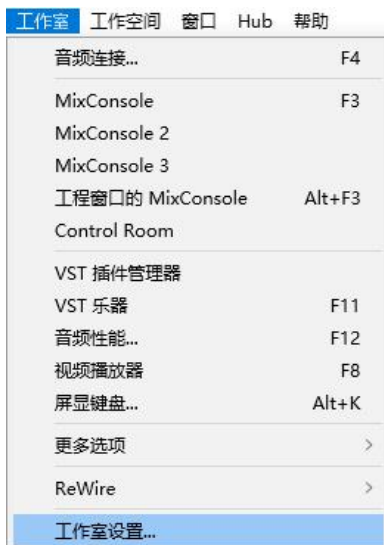 工作室 工作空间 窗口 Hub 帮助
音频连接... F4
MixConsole F3
MixConsole 2
MixConsole 3
工程窗口的 MixConsole Alt+F3
Control Room
VST 插件管理器
VST 乐器 F11
音频性能... F12
视频播放器 F8
屏显键盘... Alt+K
更多选项 >
ReWire >
工作室设置...